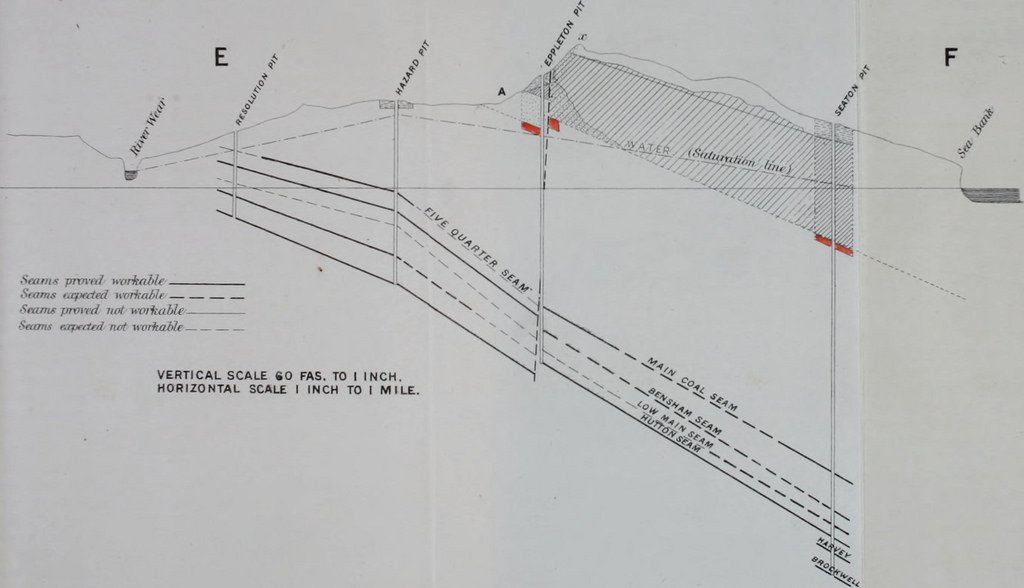 E
F
River Wear
RESOLUTION PIT
HAZARD PIT
A
EPPLETON PIT
x
SEATON PIT
Sea Bank
WATER (Saturation line)
FIVE QUARTER SEAM
Seams proved workable
Seams expected workable
Seams proved not workable
Seams expected not workable
VERTICAL SCALE 60 FAS. TO 1 INCH.
HORIZONTAL SCALE 1 INCH TO 1 MILE.
MAIN COAL SEAM
BENSHAM SEAM
LOW MAIN SEAM
HUTTON SEAM
HARVEY
BROCKWELL